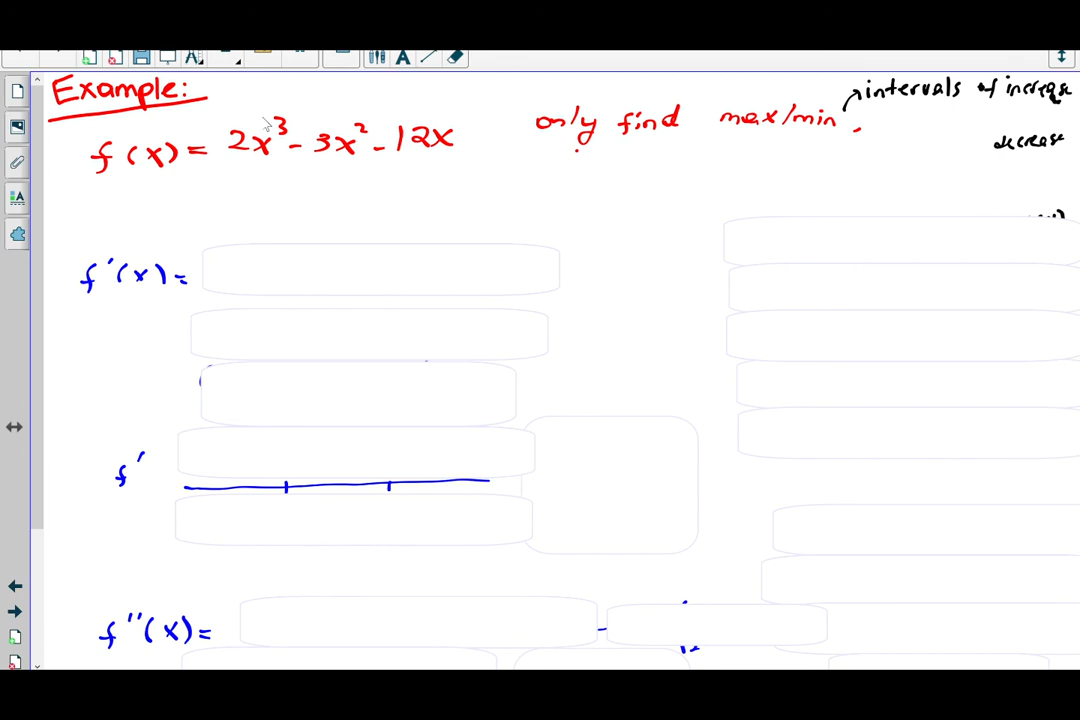 Example:
f(x) = 2x³ - 3x² - 12x
only find max/min.
intervals of increase
decrease
f'(x) =
f'
f''(x) =